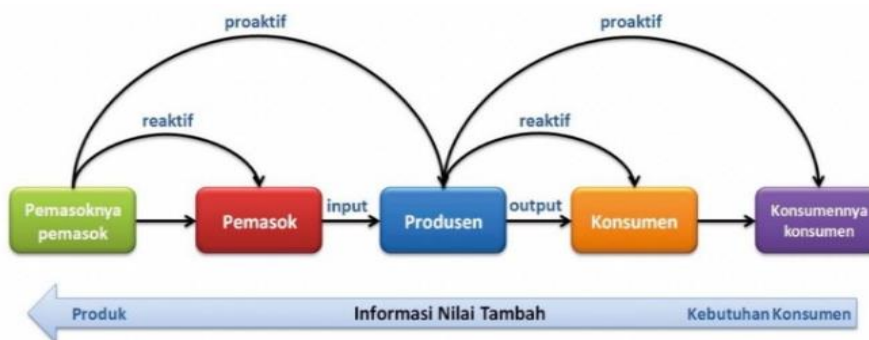 proaktif
proaktif
reaktif
reaktif
Pemasoknya
pemasok
Pemasok
input
Produsen
output
Konsumen
Konsumennya
konsumen
Produk
Informasi Nilai Tambah
Kebutuhan Konsumen